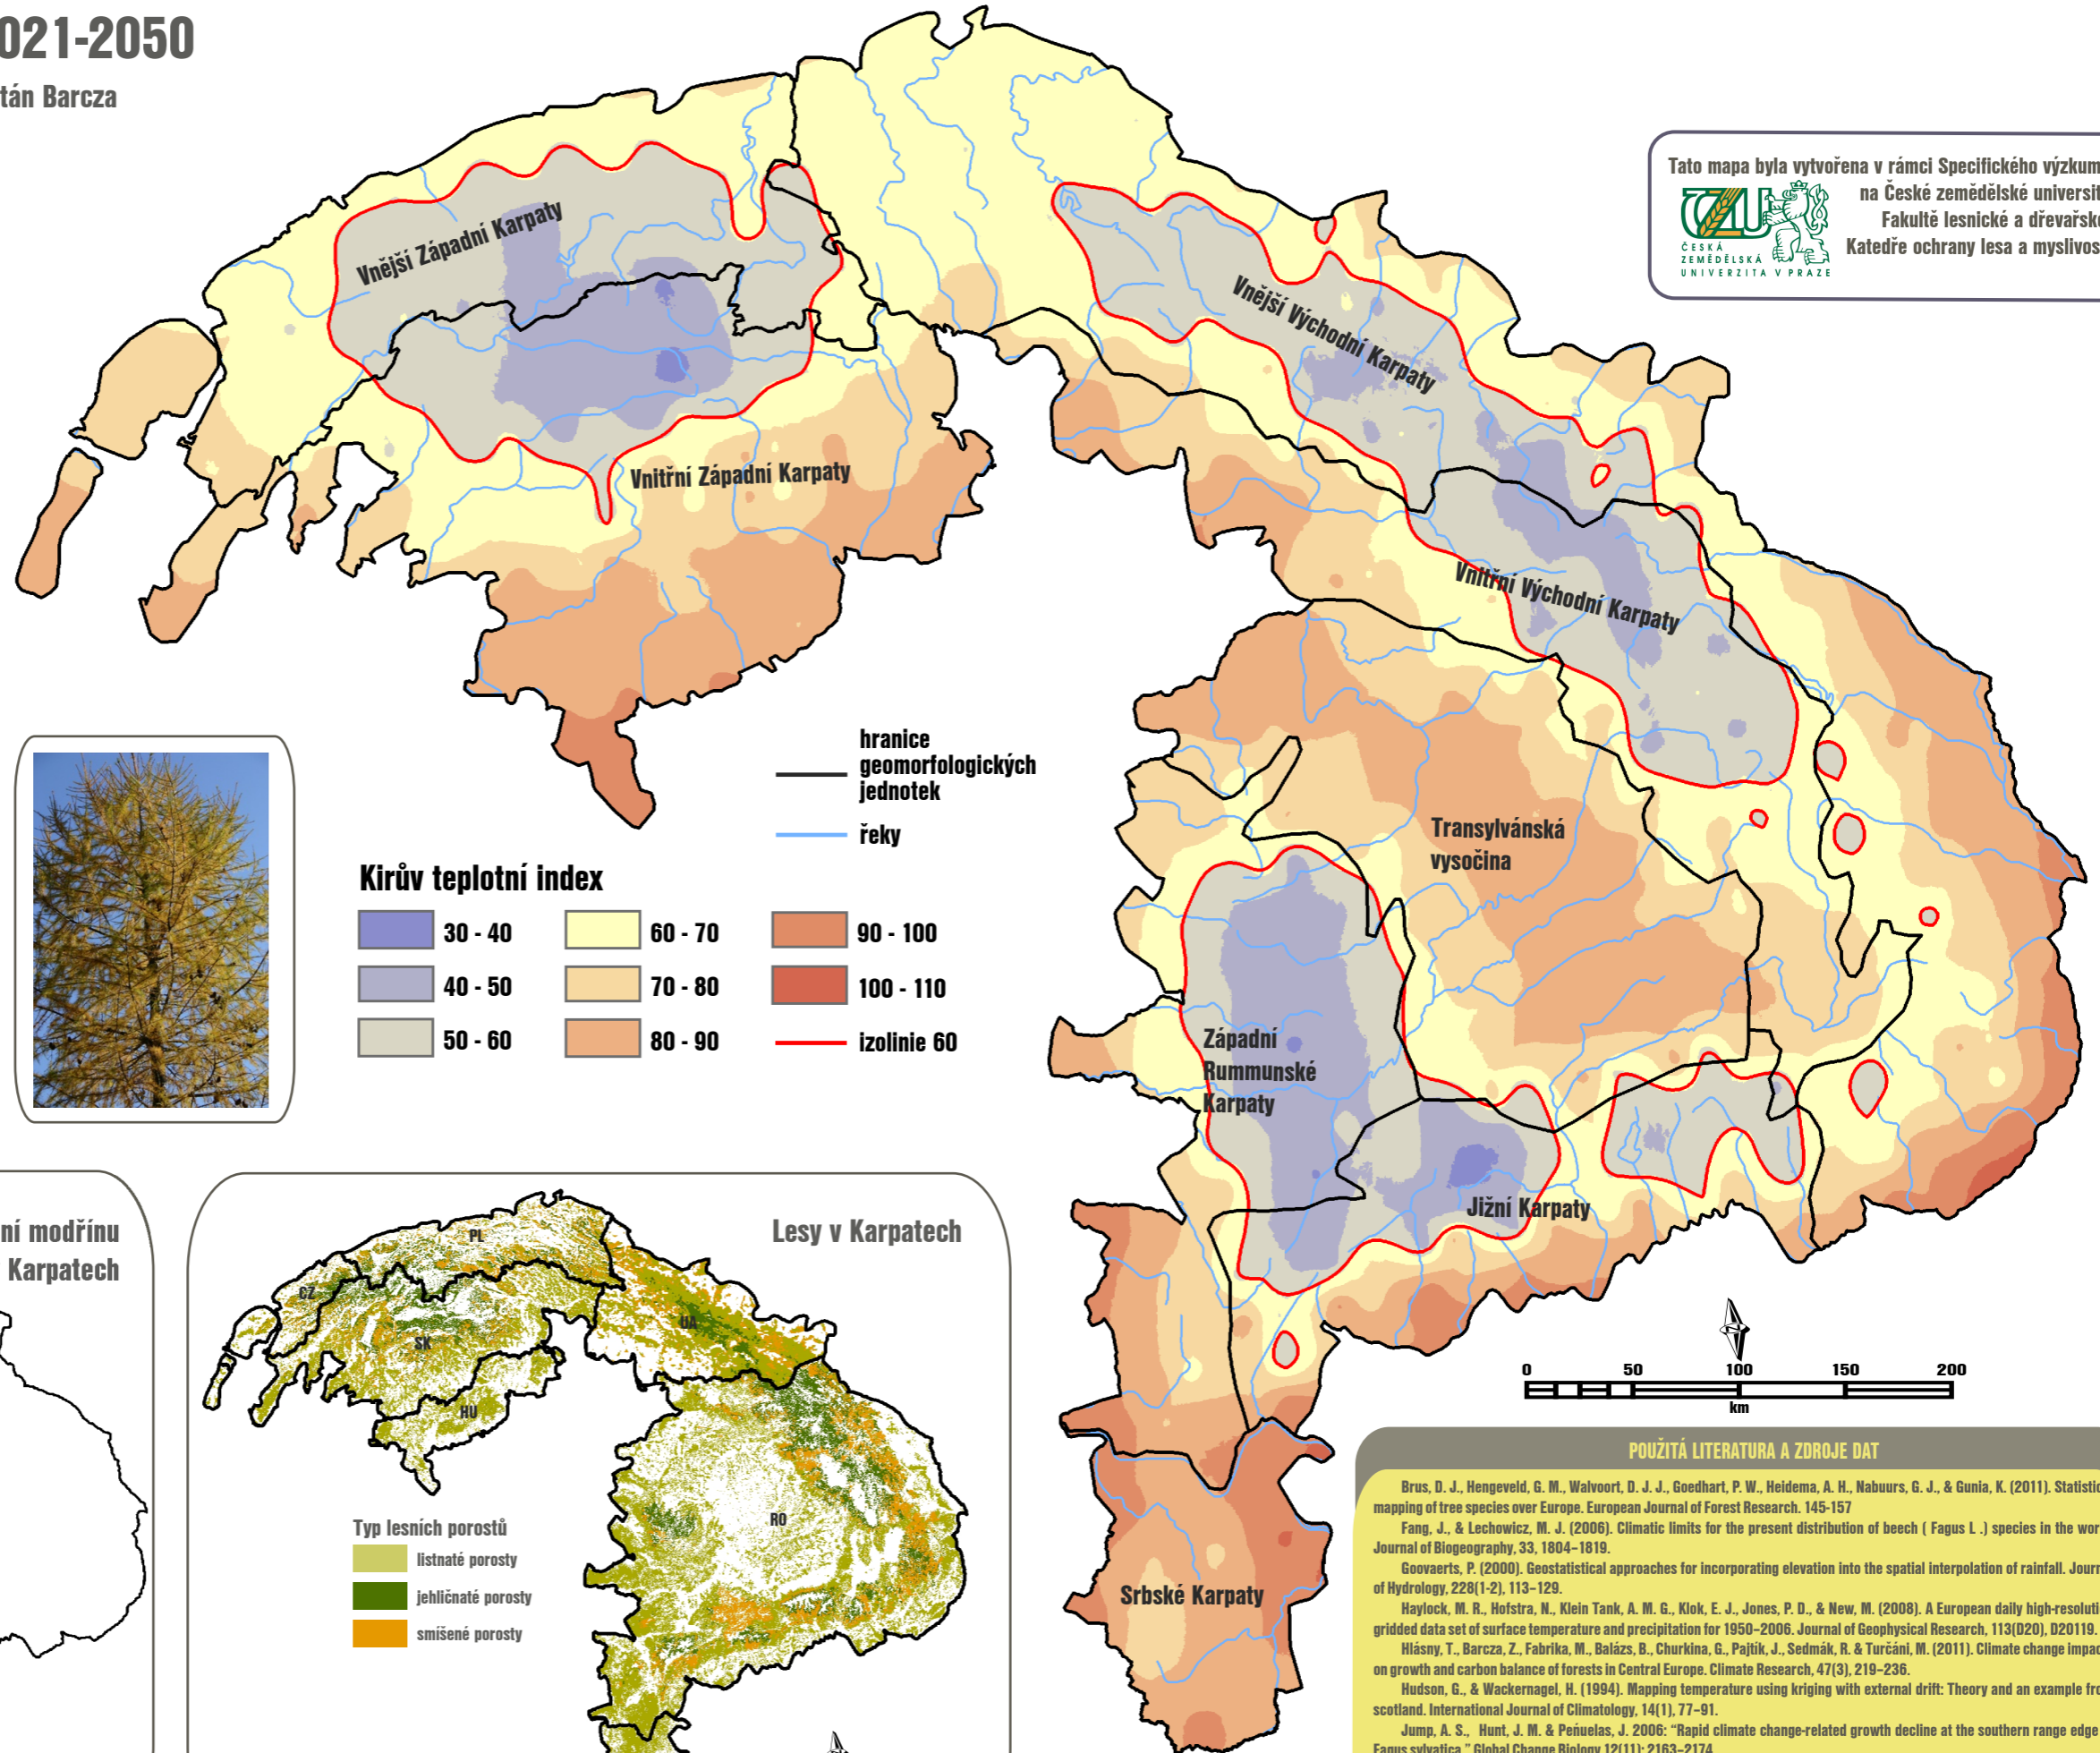 021-2050
tán Barcza
Tato mapa byla vytvořena v rámci Specifického výzkum
na České zemědělské universit
Fakultě lesnické a dřevařsk
Katedře ochrany lesa a myslivos
ČESKÁ
ZEMĚDĚLSKÁ
UNIVERZITA V PRAZE
Vnější Západní Karpaty
Vnější Východní Karpaty
Vnitřní Západní Karpaty
Vnitřní Východní Karpaty
Transylvánská
vysočina
Západní
Rummunské
Karpaty
Jižní Karpaty
Srbské Karpaty
hranice
geomorfologických
jednotek
řeky
Kirův teplotní index
30 - 40
60 - 70
90 - 100
40 - 50
70 - 80
100 - 110
50 - 60
80 - 90
izolinie 60
ní modřínu
Karpatech
Lesy v Karpatech
PL
CZ
SK
UA
HU
RO
Typ lesních porostů
listnaté porosty
jehličnaté porosty
smíšené porosty
0 50 100 150 200
km
POUŽITÁ LITERATURA A ZDROJE DAT
Brus, D. J., Hengeveld, G. M., Walvoort, D. J. J., Goedhart, P. W., Heidema, A. H., Nabuurs, G. J., & Gunia, K. (2011). Statistic
mapping of tree species over Europe. European Journal of Forest Research. 145-157
Fang, J., & Lechowicz, M. J. (2006). Climatic limits for the present distribution of beech ( Fagus L .) species in the wor
Journal of Biogeography, 33, 1804–1819.
Goovaerts, P. (2000). Geostatistical approaches for incorporating elevation into the spatial interpolation of rainfall. Journ
of Hydrology, 228(1-2), 113–129.
Haylock, M. R., Hofstra, N., Klein Tank, A. M. G., Klok, E. J., Jones, P. D., & New, M. (2008). A European daily high-resoluti
gridded data set of surface temperature and precipitation for 1950–2006. Journal of Geophysical Research, 113(D20), D20119.
Hlásny, T., Barcza, Z., Fabrika, M., Balázs, B., Churkina, G., Pajtík, J., Sedmák, R. & Turčáni, M. (2011). Climate change impac
on growth and carbon balance of forests in Central Europe. Climate Research, 47(3), 219–236.
Hudson, G., & Wackernagel, H. (1994). Mapping temperature using kriging with external drift: Theory and an example fro
scotland. International Journal of Climatology, 14(1), 77–91.
Jump, A. S., Hunt, J. M. & Peñuelas, J. 2006: “Rapid climate change-related growth decline at the southern range edge
Fagus sylvatica.” Global Change Biology 12(11): 2163–2174